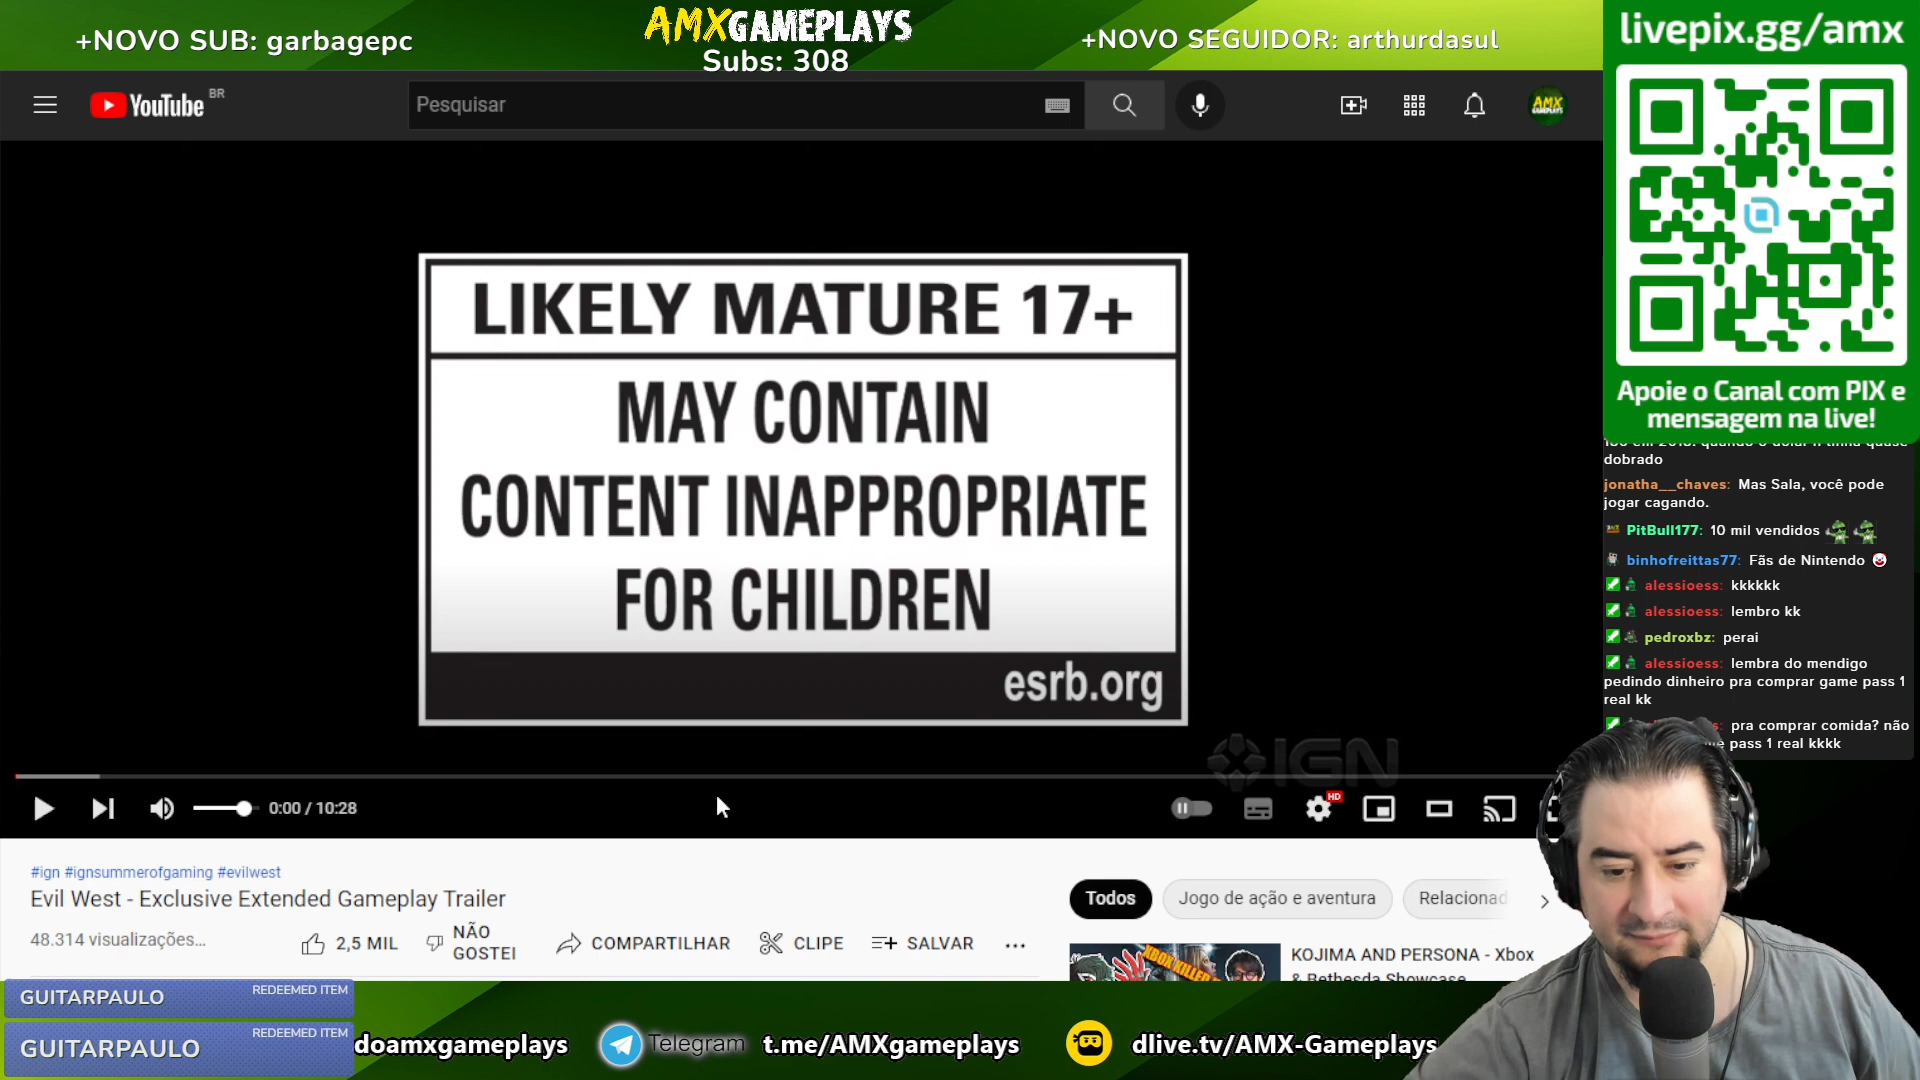 +NOVO SUB: garbagepc
AMXGAMEPLAYS
Subs: 308
+NOVO SEGUIDOR: arthurdasul
livepix.gg/amx
YouTube BR
Pesquisar
AMX
GAMEPLAYS
LIKELY MATURE 17+
MAY CONTAIN
CONTENT INAPPROPRIATE
FOR CHILDREN
esrb.org
IGN
0:00 / 10:28
HD
#ign #ignsummerofgaming #evilwest
Evil West - Exclusive Extended Gameplay Trailer
48.314 visualizações...
2,5 MIL
NÃO
GOSTEI
COMPARTILHAR
CLIPE
SALVAR
Todos
Jogo de ação e aventura
Relacionad
XBOX KILLED
KOJIMA AND PERSONA - Xbox
& Bethesda Showcase
Apoie o Canal com PIX e
mensagem na live!
dobrado
jonatha__chaves: Mas Sala, você pode
jogar cagando.
PitBull177: 10 mil vendidos
binhofreittas77: Fãs de Nintendo
alessioess: kkkkkk
alessioess: lembro kk
pedroxbz: perai
alessioess: lembra do mendigo
pedindo dinheiro pra comprar game pass 1
real kk
pra comprar comida? não
pass 1 real kkkk
GUITARPAULO REDEEMED ITEM
GUITARPAULO REDEEMED ITEM
doamxgameplays
Telegram
t.me/AMXgameplays
dlive.tv/AMX-Gameplays